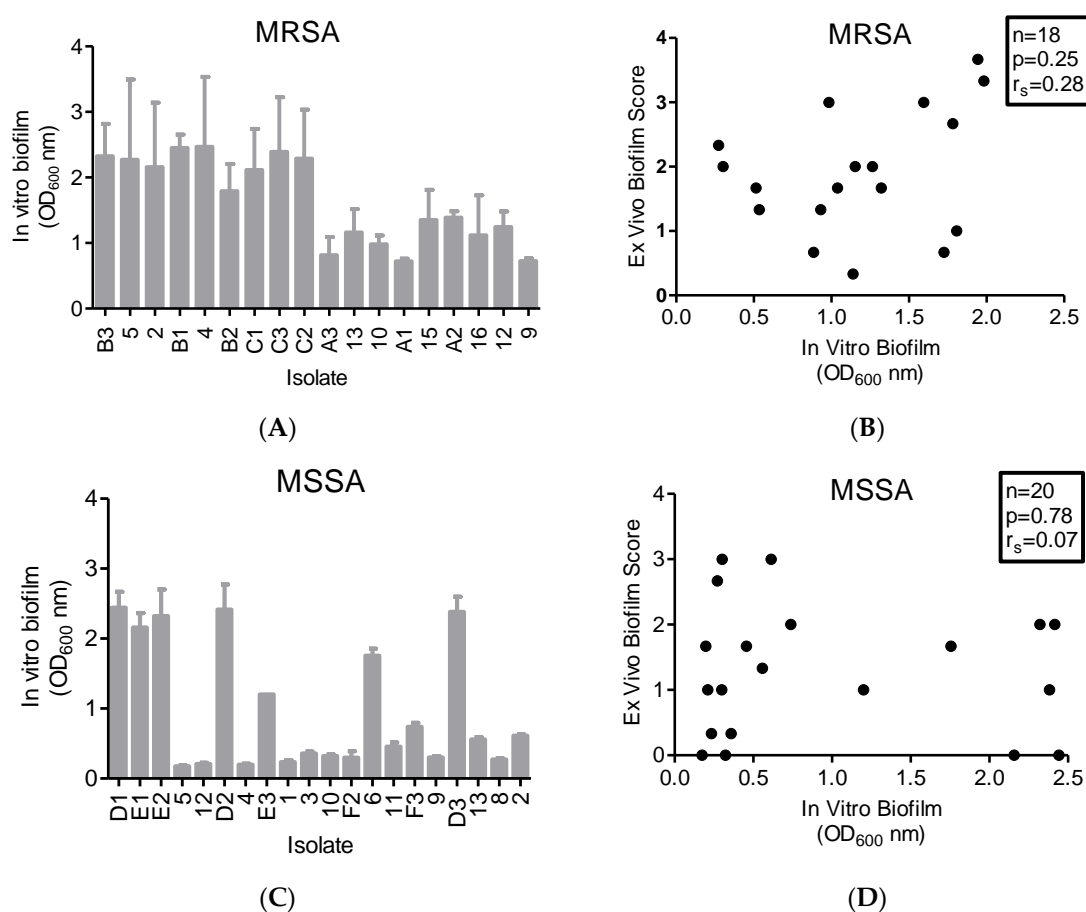 MRSA
4
3
2
1
0
In vitro biofilm
(OD600 nm)
B3 5 2 B1 4 B2 C1 C3 C2 A3 13 10 A1 15 A2 16 12 9
Isolate
(A)
MRSA
n=18
p=0.25
rs=0.28
4
3
2
1
0
Ex Vivo Biofilm Score
0.0 0.5 1.0 1.5 2.0 2.5
In Vitro Biofilm
(OD600 nm)
(B)
MSSA
4
3
2
1
0
In vitro biofilm
(OD600 nm)
D1 E1 E2 5 12 D2 4 E3 1 3 10 F2 6 11 F3 9 D3 13 8 2
Isolate
(C)
MSSA
n=20
p=0.78
rs=0.07
4
3
2
1
0
Ex Vivo Biofilm Score
0.0 0.5 1.0 1.5 2.0 2.5
In Vitro Biofilm
(OD600 nm)
(D)